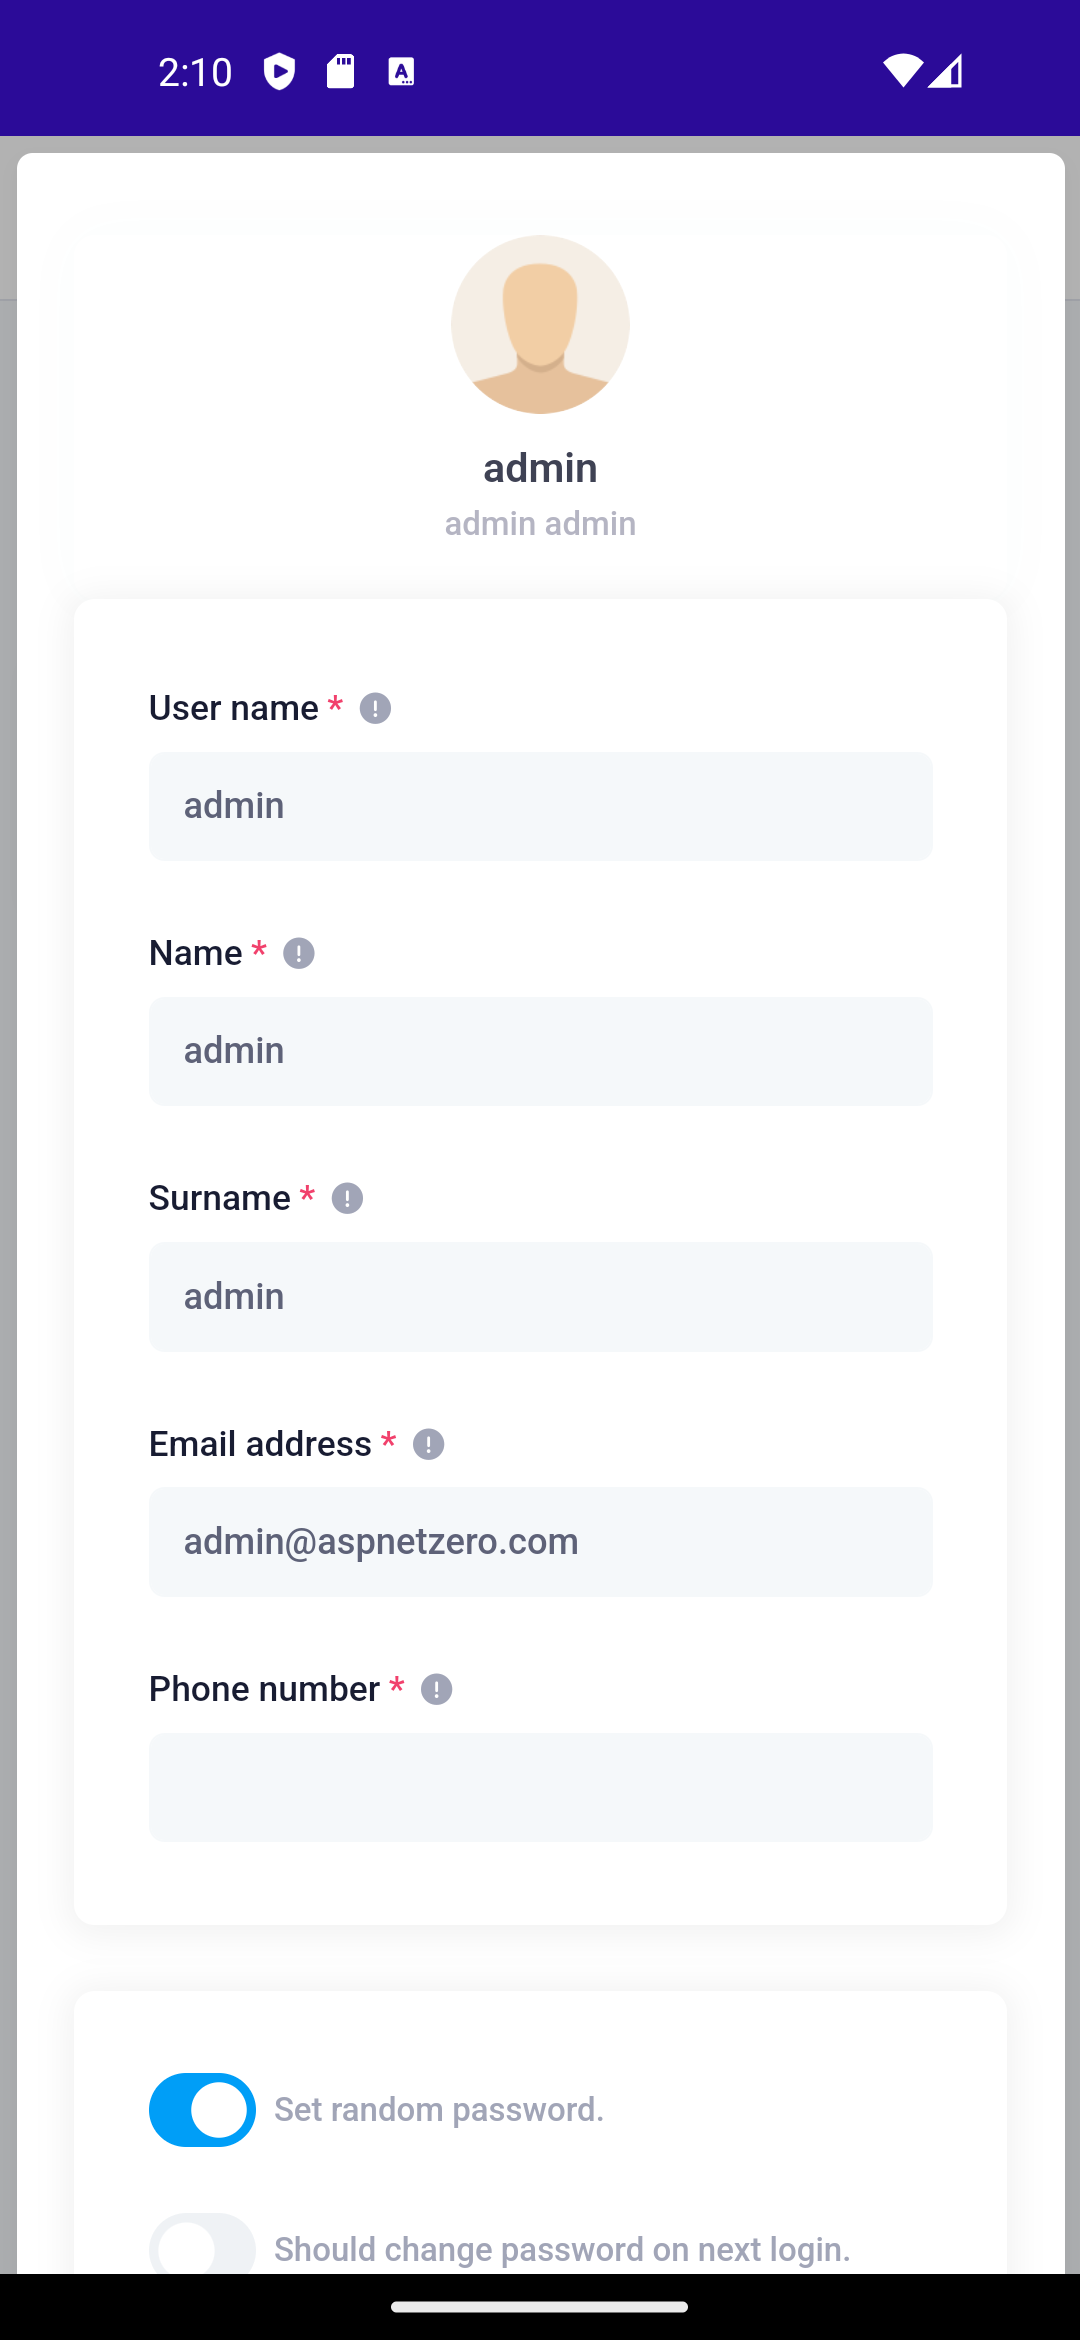 2:10
admin
admin admin
User name *
admin
Name *
admin
Surname *
admin
Email address *
admin@aspnetzero.com
Phone number *
Set random password.
Should change password on next login.